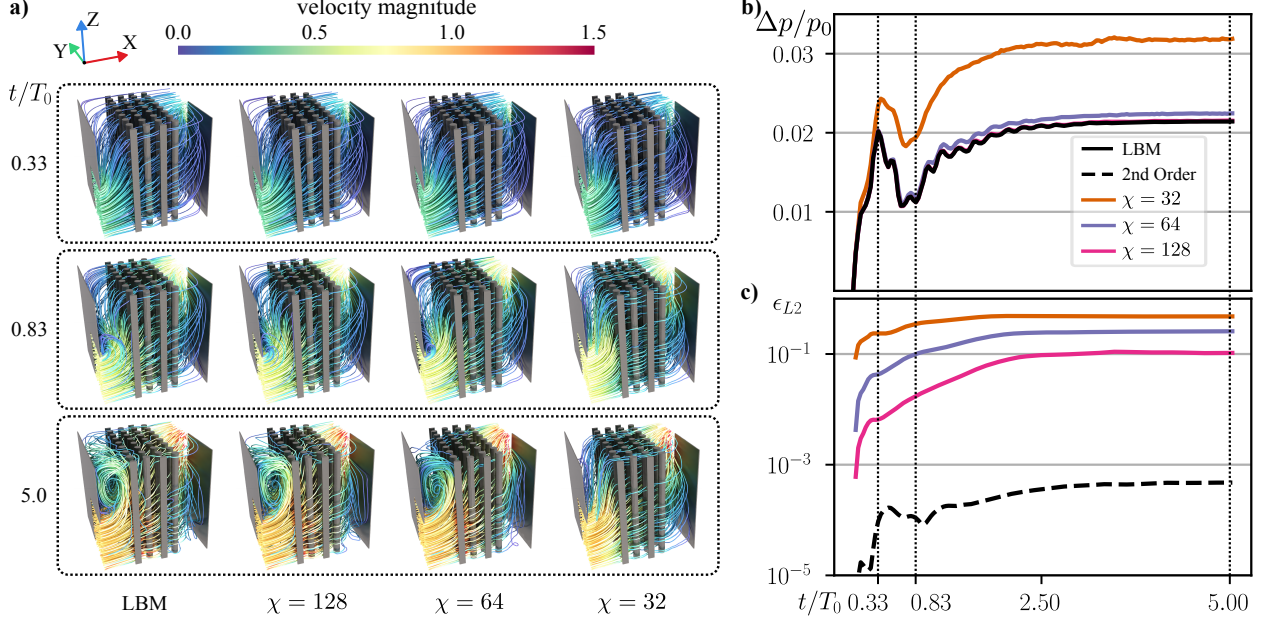 a)
velocity magnitude
0.0 0.5 1.0 1.5
Z
Y
X
t/T₀
0.33
0.83
5.0
LBM χ = 128 χ = 64 χ = 32
b)
Δp/p₀
0.03
0.02
0.01
LBM
2nd Order
χ = 32
χ = 64
χ = 128
c)
ϵ_{L2}
10⁻¹
10⁻³
10⁻⁵
t/T₀ 0.33 0.83 2.50 5.00